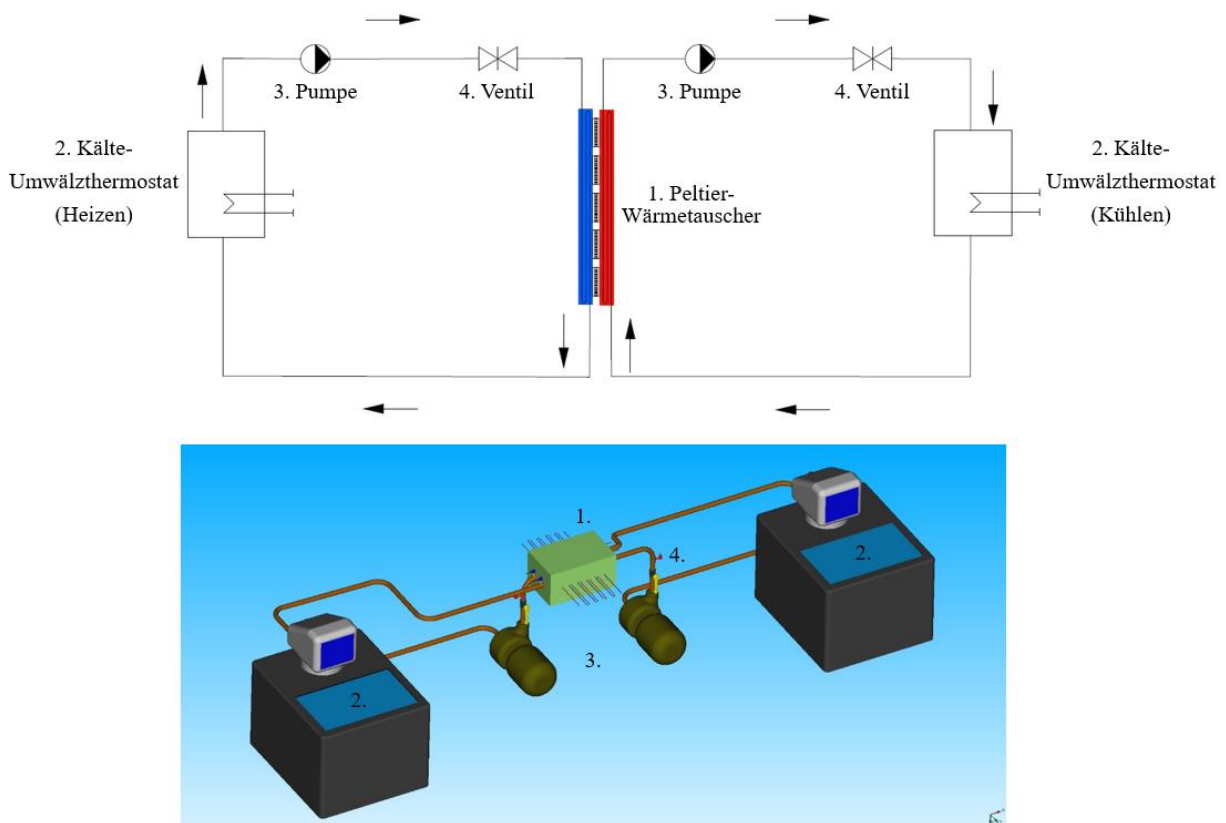 3. Pumpe
4. Ventil
3. Pumpe
4. Ventil
2. Kälte-
Umwälzthermostat
(Heizen)
1. Peltier-
Wärmetauscher
2. Kälte-
Umwälzthermostat
(Kühlen)
1.
4.
2.
3.
2.